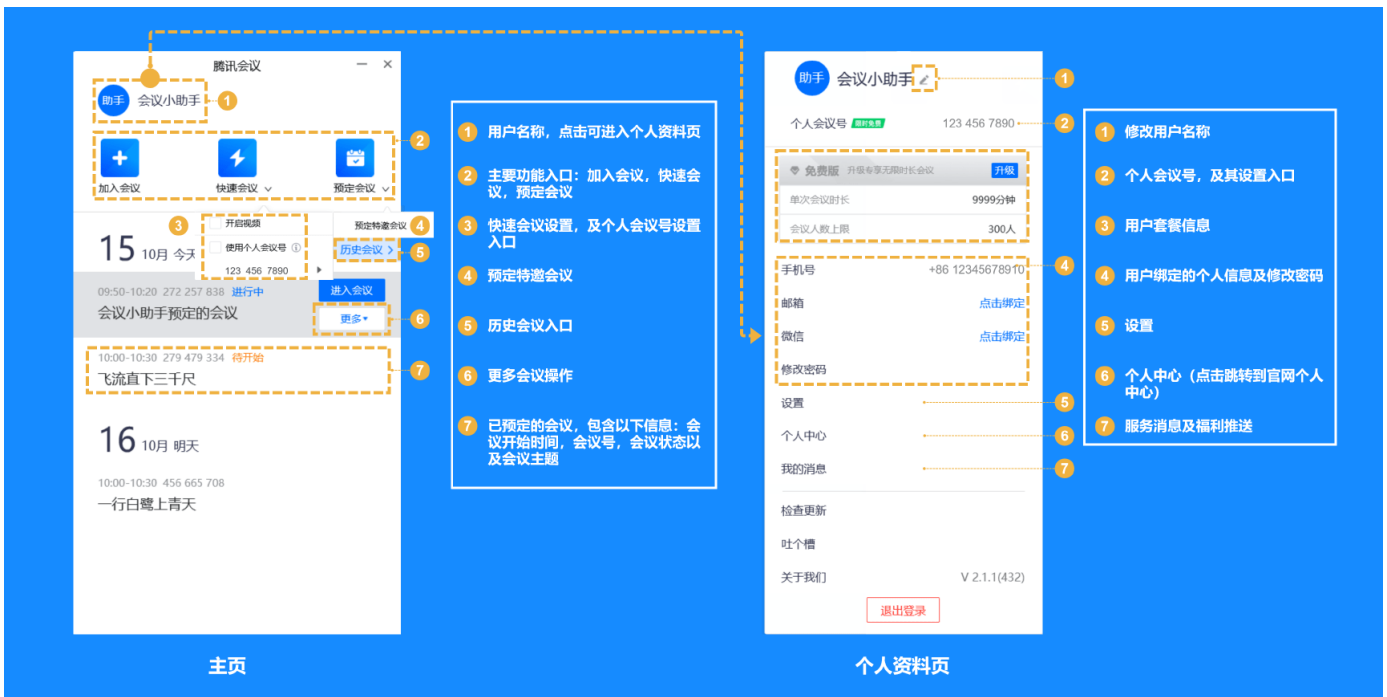 腾讯会议
助手 会议小助手 1
2
加入会议 快速会议 预定会议
3 开启视频
预定特邀会议 4
使用个人会议号
123 456 7890
15 10月 今天
历史会议 > 5
09:50-10:20 272 257 838 进行中
进入会议
会议小助手预定的会议
更多 6
10:00-10:30 279 479 334 待开始
飞流直下三千尺
7
16 10月 明天
10:00-10:30 456 665 708
一行白鹭上青天
主页
1 用户名称，点击可进入个人资料页
2 主要功能入口：加入会议，快速会
议，预定会议
3 快速会议设置，及个人会议号设置
入口
4 预定特邀会议
5 历史会议入口
6 更多会议操作
7 已预定的会议，包含以下信息：会
议开始时间，会议号，会议状态以
及会议主题
助手 会议小助手 1
个人会议号 限时免费 123 456 7890 2
免费版 升级专享无限时长会议 升级
单次会议时长 9999分钟
会议人数上限 300人
手机号 +86 12345678910 4
邮箱 点击绑定
微信 点击绑定
修改密码
设置 5
个人中心 6
我的消息 7
检查更新
吐个槽
关于我们 V 2.1.1(432)
退出登录
个人资料页
1 修改用户名称
2 个人会议号，及其设置入口
3 用户套餐信息
4 用户绑定的个人信息及修改密码
5 设置
6 个人中心（点击跳转到官网个人
中心）
7 服务消息及福利推送